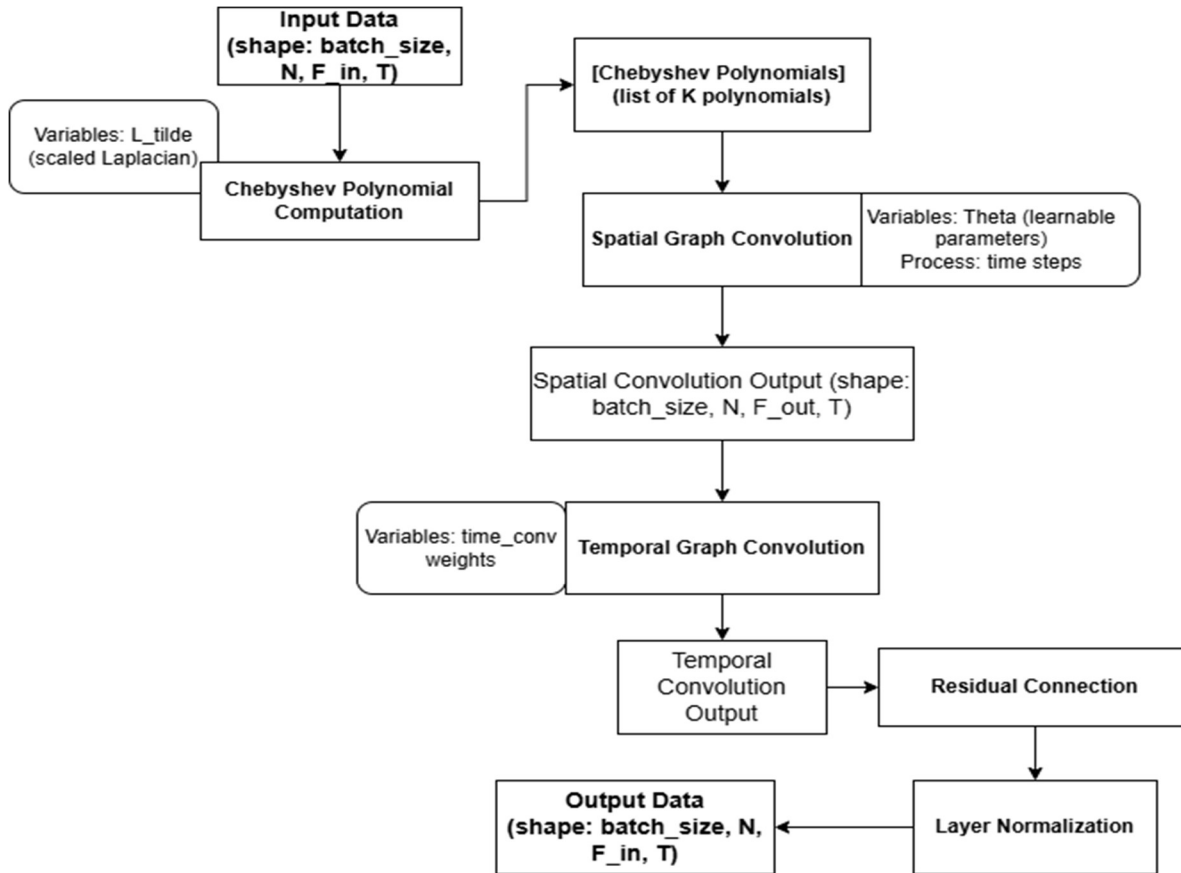 Input Data
(shape: batch_size,
N, F_in, T)
[Chebyshev Polynomials]
(list of K polynomials)
Variables: L_tilde
(scaled Laplacian)
Chebyshev Polynomial
Computation
Spatial Graph Convolution
Variables: Theta (learnable
parameters)
Process: time steps
Spatial Convolution Output (shape:
batch_size, N, F_out, T)
Variables: time_conv
weights
Temporal Graph Convolution
Temporal
Convolution
Output
Residual Connection
Layer Normalization
Output Data
(shape: batch_size, N,
F_in, T)